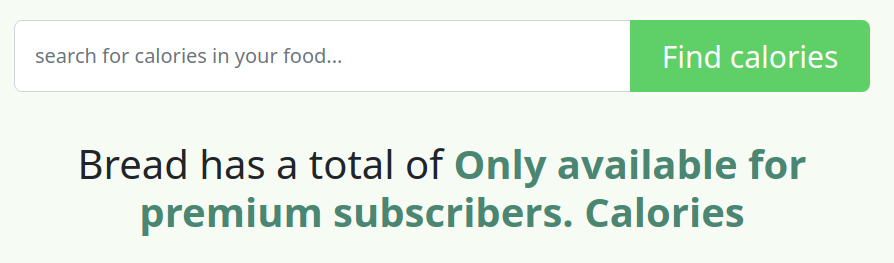 search for calories in your food...
Find calories
Bread has a total of Only available for
premium subscribers. Calories